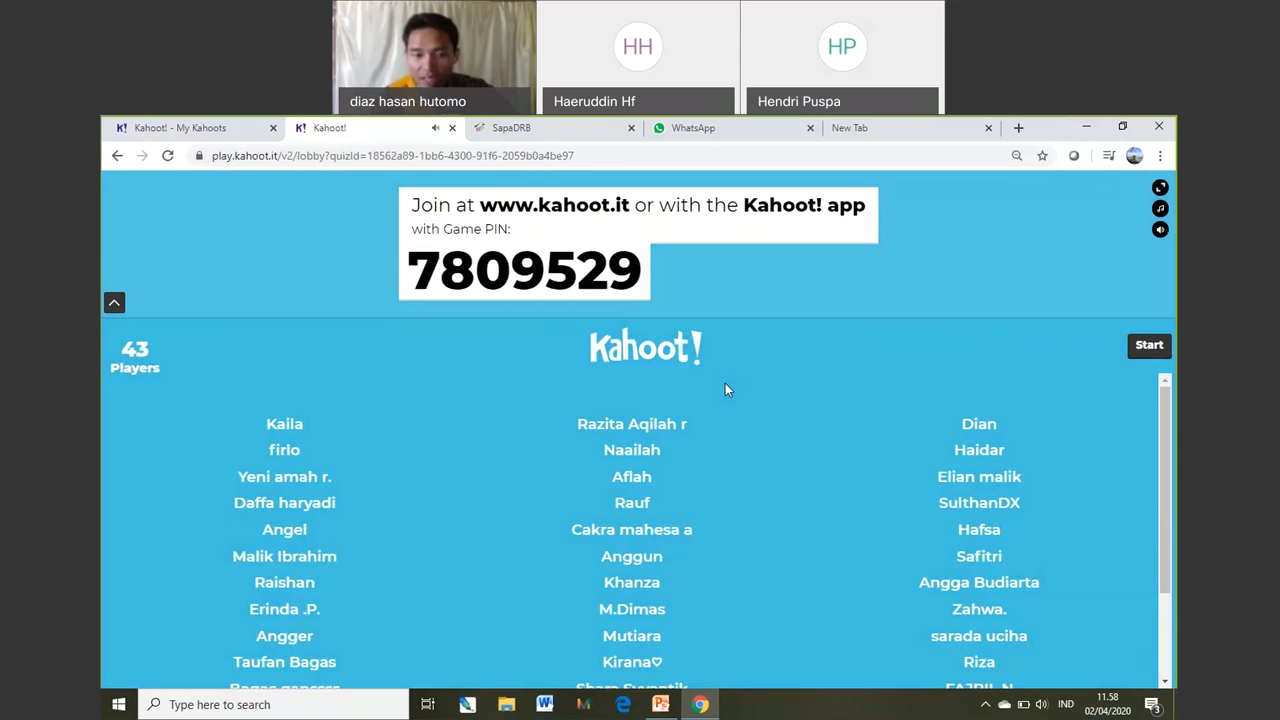 HH
HP
diaz hasan hutomo
Haeruddin Hf
Hendri Puspa
Kahoot! - My Kahoots
Kahoot!
SapaDRB
WhatsApp
New Tab
play.kahoot.it/v2/lobby?quizId=18562a89-1bb6-4300-91f6-2059b0a4be97
Join at www.kahoot.it or with the Kahoot! app
with Game PIN:
7809529
43
Players
Kahoot!
Start
Kaila
Razita Aqilah r
Dian
firlo
Naailah
Haidar
Yeni amah r.
Aflah
Elian malik
Daffa haryadi
Rauf
SulthanDX
Angel
Cakra mahesa a
Hafsa
Malik Ibrahim
Anggun
Safitri
Raishan
Khanza
Angga Budiarta
Erinda .P.
M.Dimas
Zahwa.
Angger
Mutiara
sarada uciha
Taufan Bagas
Kirana♡
Riza
Type here to search
IND
11.58
02/04/2020
3